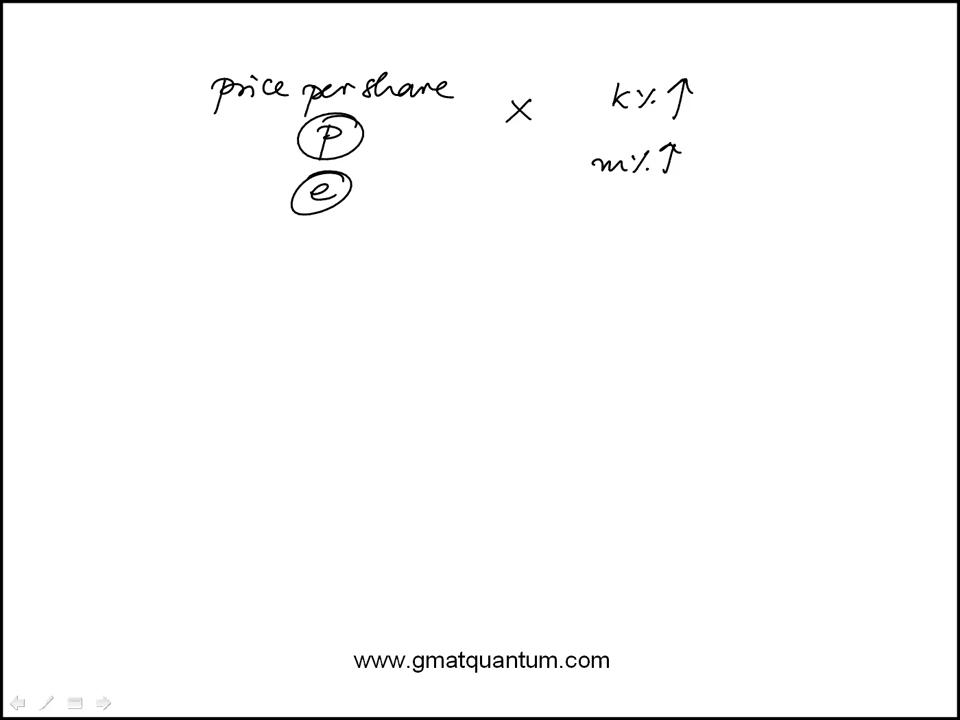 price per share × k% ↑
P m% ↑
e
www.gmatquantum.com